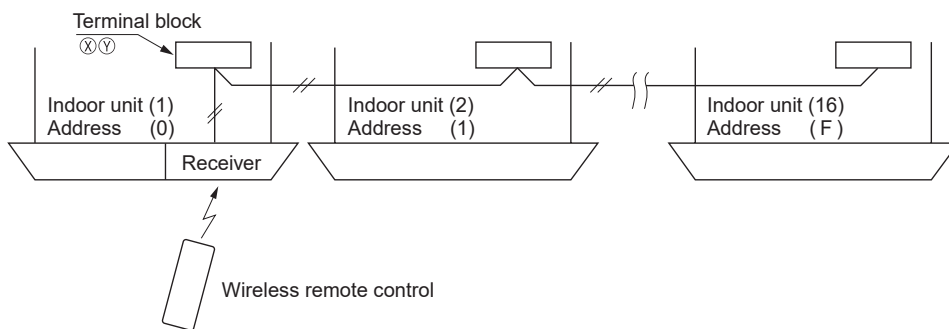 Terminal block
Ⓧ Ⓨ
Indoor unit (1)
Address (0)
Receiver
Indoor unit (2)
Address (1)
Indoor unit (16)
Address ( F )
Wireless remote control